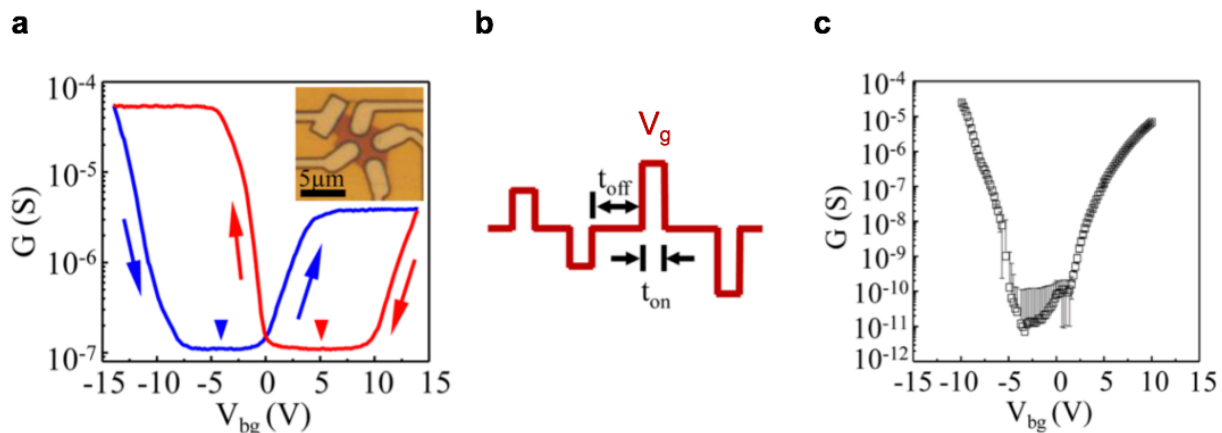 a
G (S)
10⁻⁴
10⁻⁵
10⁻⁶
10⁻⁷
5μm
-15 -10 -5 0 5 10 15
V_bg (V)
b
V_g
t_off
t_on
c
G (S)
10⁻⁴
10⁻⁵
10⁻⁶
10⁻⁷
10⁻⁸
10⁻⁹
10⁻¹⁰
10⁻¹¹
10⁻¹²
-15 -10 -5 0 5 10 15
V_bg (V)